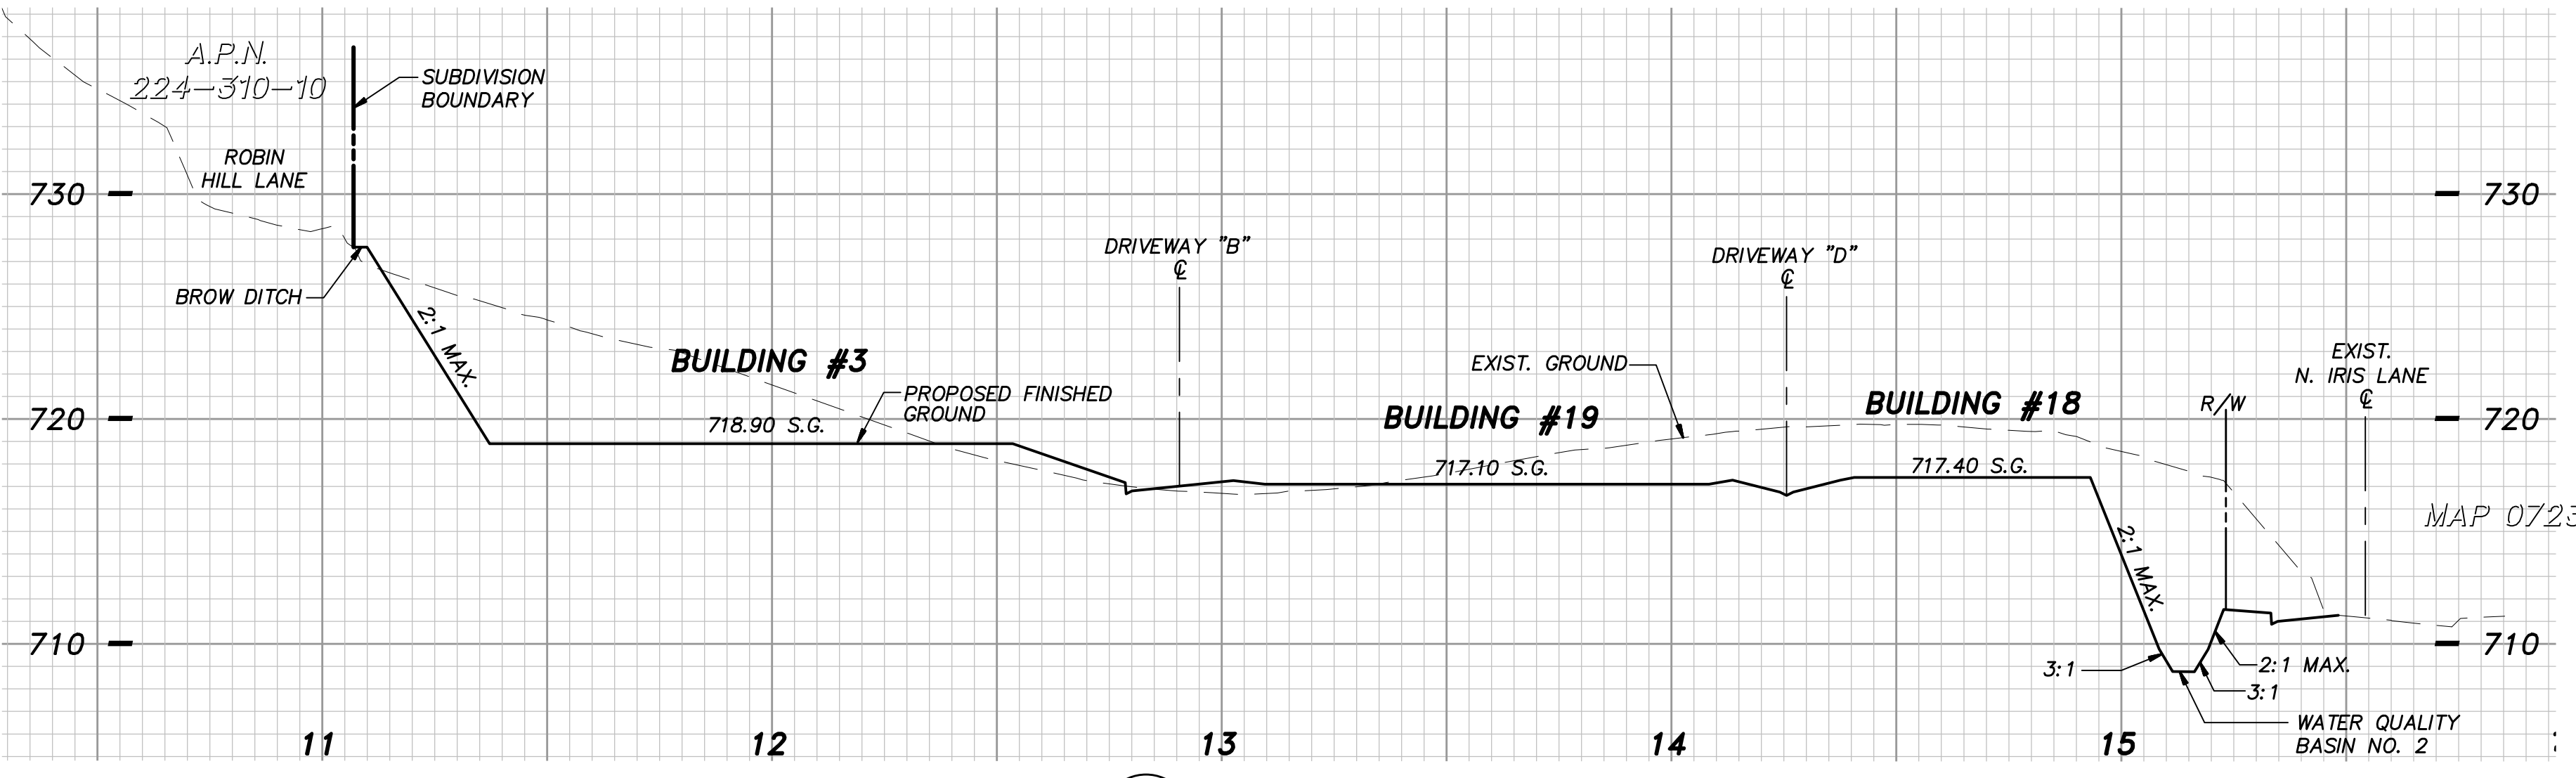 A.P.N.
224-310-10
SUBDIVISION
BOUNDARY
ROBIN
HILL LANE
730
730
DRIVEWAY "B"
℄
DRIVEWAY "D"
℄
BROW DITCH
2:1 MAX.
BUILDING #3
EXIST. GROUND
EXIST.
N. IRIS LANE
℄
PROPOSED FINISHED
GROUND
BUILDING #19
BUILDING #18
R/W
720
718.90 S.G.
720
717.10 S.G.
717.40 S.G.
MAP 0723
2:1 MAX.
710
710
3:1
2:1 MAX.
3:1
WATER QUALITY
BASIN NO. 2
11
12
13
14
15